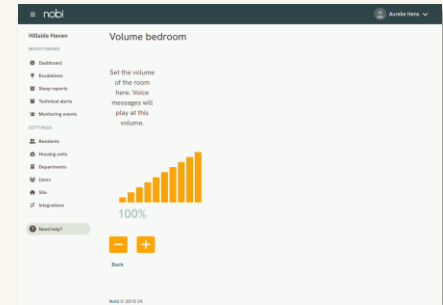 nobi
Aurelie Hens
Hillside Haven
Volume bedroom
MONITORING
Dashboard
Escalations
Sleep reports
Technical alerts
Monitoring events
SETTINGS
Residents
Housing units
Departments
Users
Site
Integrations
Need help?
Set the volume
of the room
here. Voice
messages will
play at this
volume.
100%
Back
Nobi © 2018-24